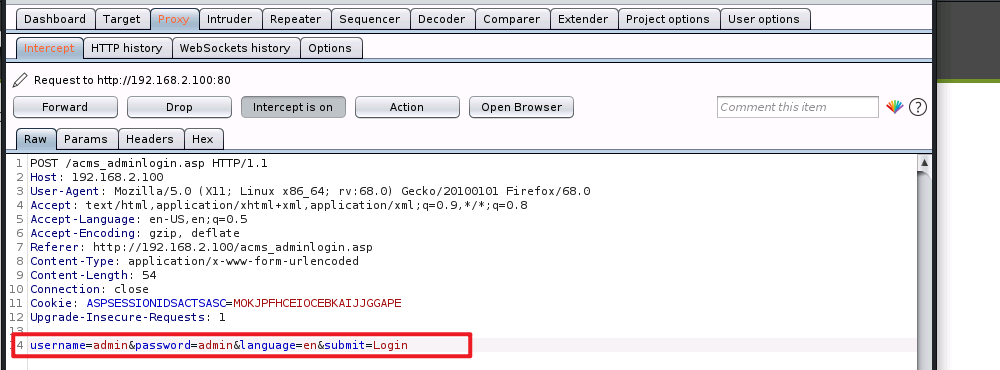 Dashboard Target Proxy Intruder Repeater Sequencer Decoder Comparer Extender Project options User options
Intercept HTTP history WebSockets history Options
Request to http://192.168.2.100:80
Forward Drop Intercept is on Action Open Browser Comment this item ?
Raw Params Headers Hex
1 POST /acms_adminlogin.asp HTTP/1.1
2 Host: 192.168.2.100
3 User-Agent: Mozilla/5.0 (X11; Linux x86_64; rv:68.0) Gecko/20100101 Firefox/68.0
4 Accept: text/html,application/xhtml+xml,application/xml;q=0.9,*/*;q=0.8
5 Accept-Language: en-US,en;q=0.5
6 Accept-Encoding: gzip, deflate
7 Referer: http://192.168.2.100/acms_adminlogin.asp
8 Content-Type: application/x-www-form-urlencoded
9 Content-Length: 54
10 Connection: close
11 Cookie: ASPSESSIONIDSACTSASC=MOKJPFHCEIOCEBKAIJJGGAPE
12 Upgrade-Insecure-Requests: 1
13
14 username=admin&password=admin&language=en&submit=Login